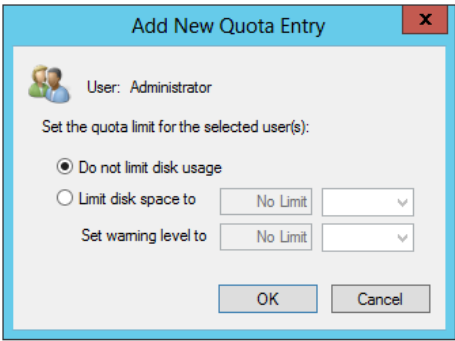 Add New Quota Entry
x
User: Administrator
Set the quota limit for the selected user(s):
Do not limit disk usage
Limit disk space to No Limit
Set warning level to No Limit
OK Cancel